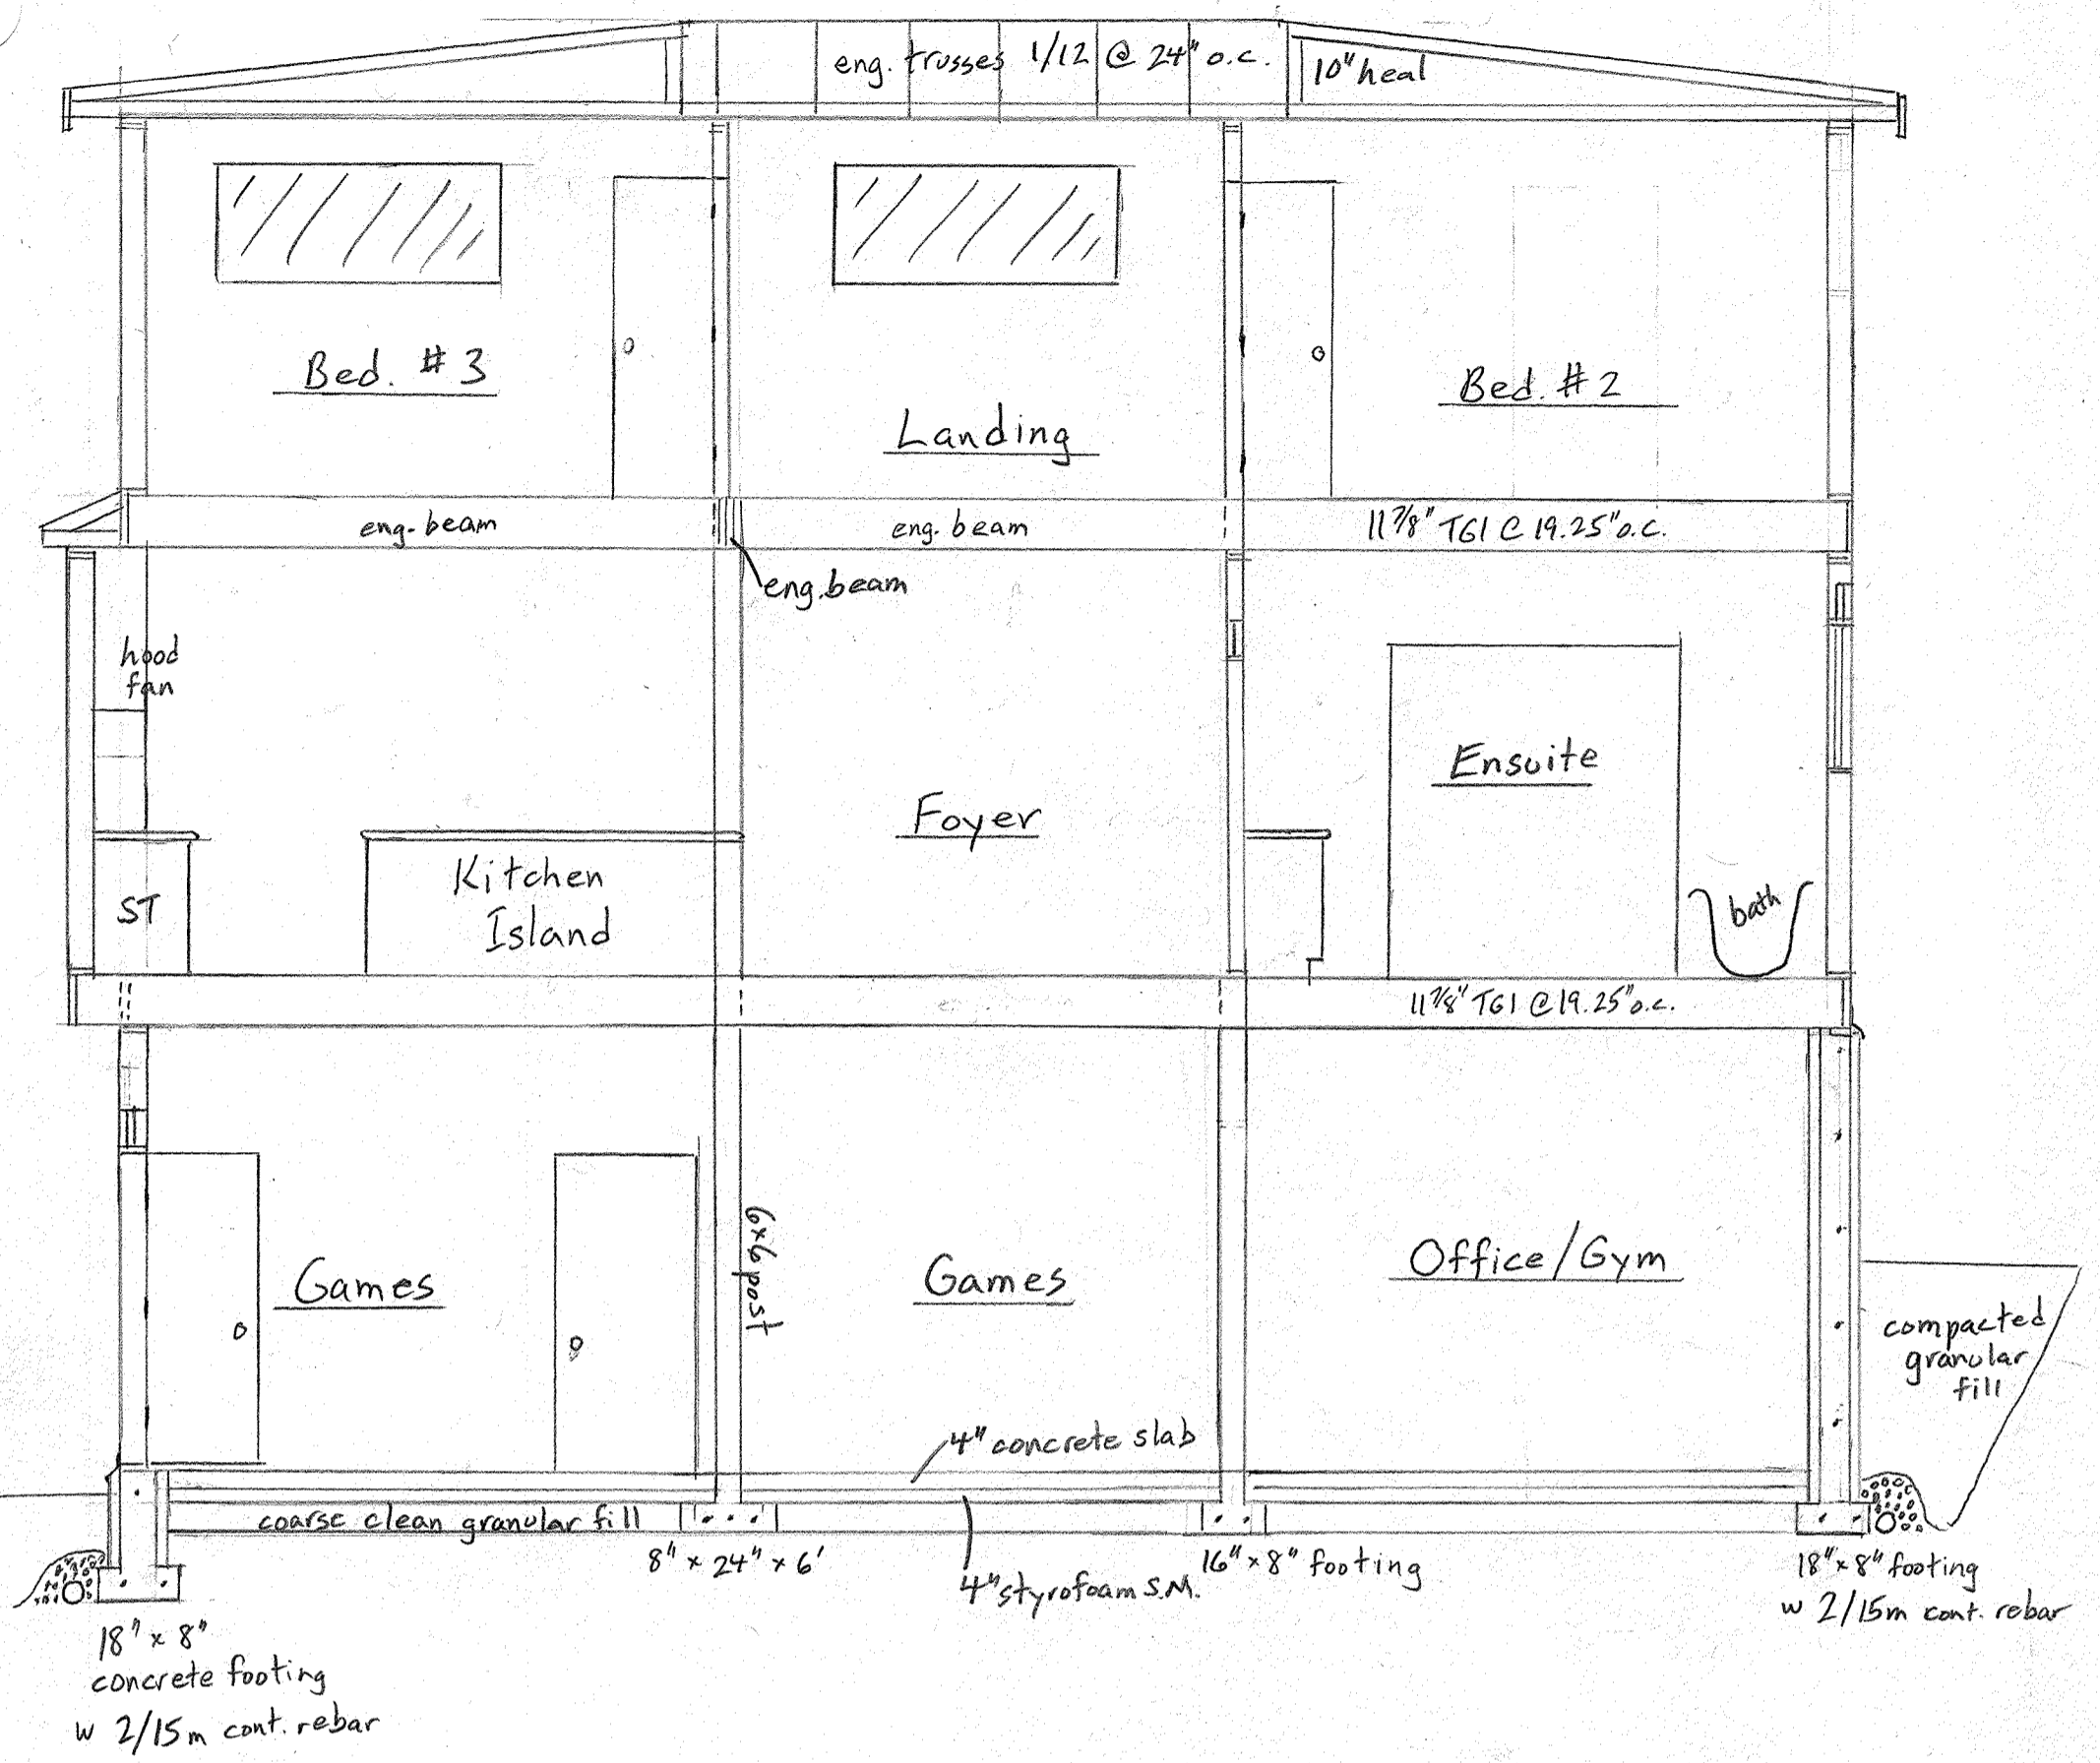 eng. trusses 1/12 @ 24" o.c.
10" heal
Bed. #3
Landing
Bed. #2
eng. beam
eng. beam
11 7/8" TGI @ 19.25" o.c.
eng. beam
hood
fan
Ensuite
Foyer
Kitchen
Island
ST
bath
11 7/8" TGI @ 19.25" o.c.
6x6 post
Games
Games
Office/Gym
compacted
granular
fill
4" concrete slab
coarse clean granular fill
8" x 24" x 6'
4" styrofoam S.M.
16" x 8" footing
18" x 8" footing
w 2/15m cont. rebar
18" x 8"
concrete footing
w 2/15m cont. rebar